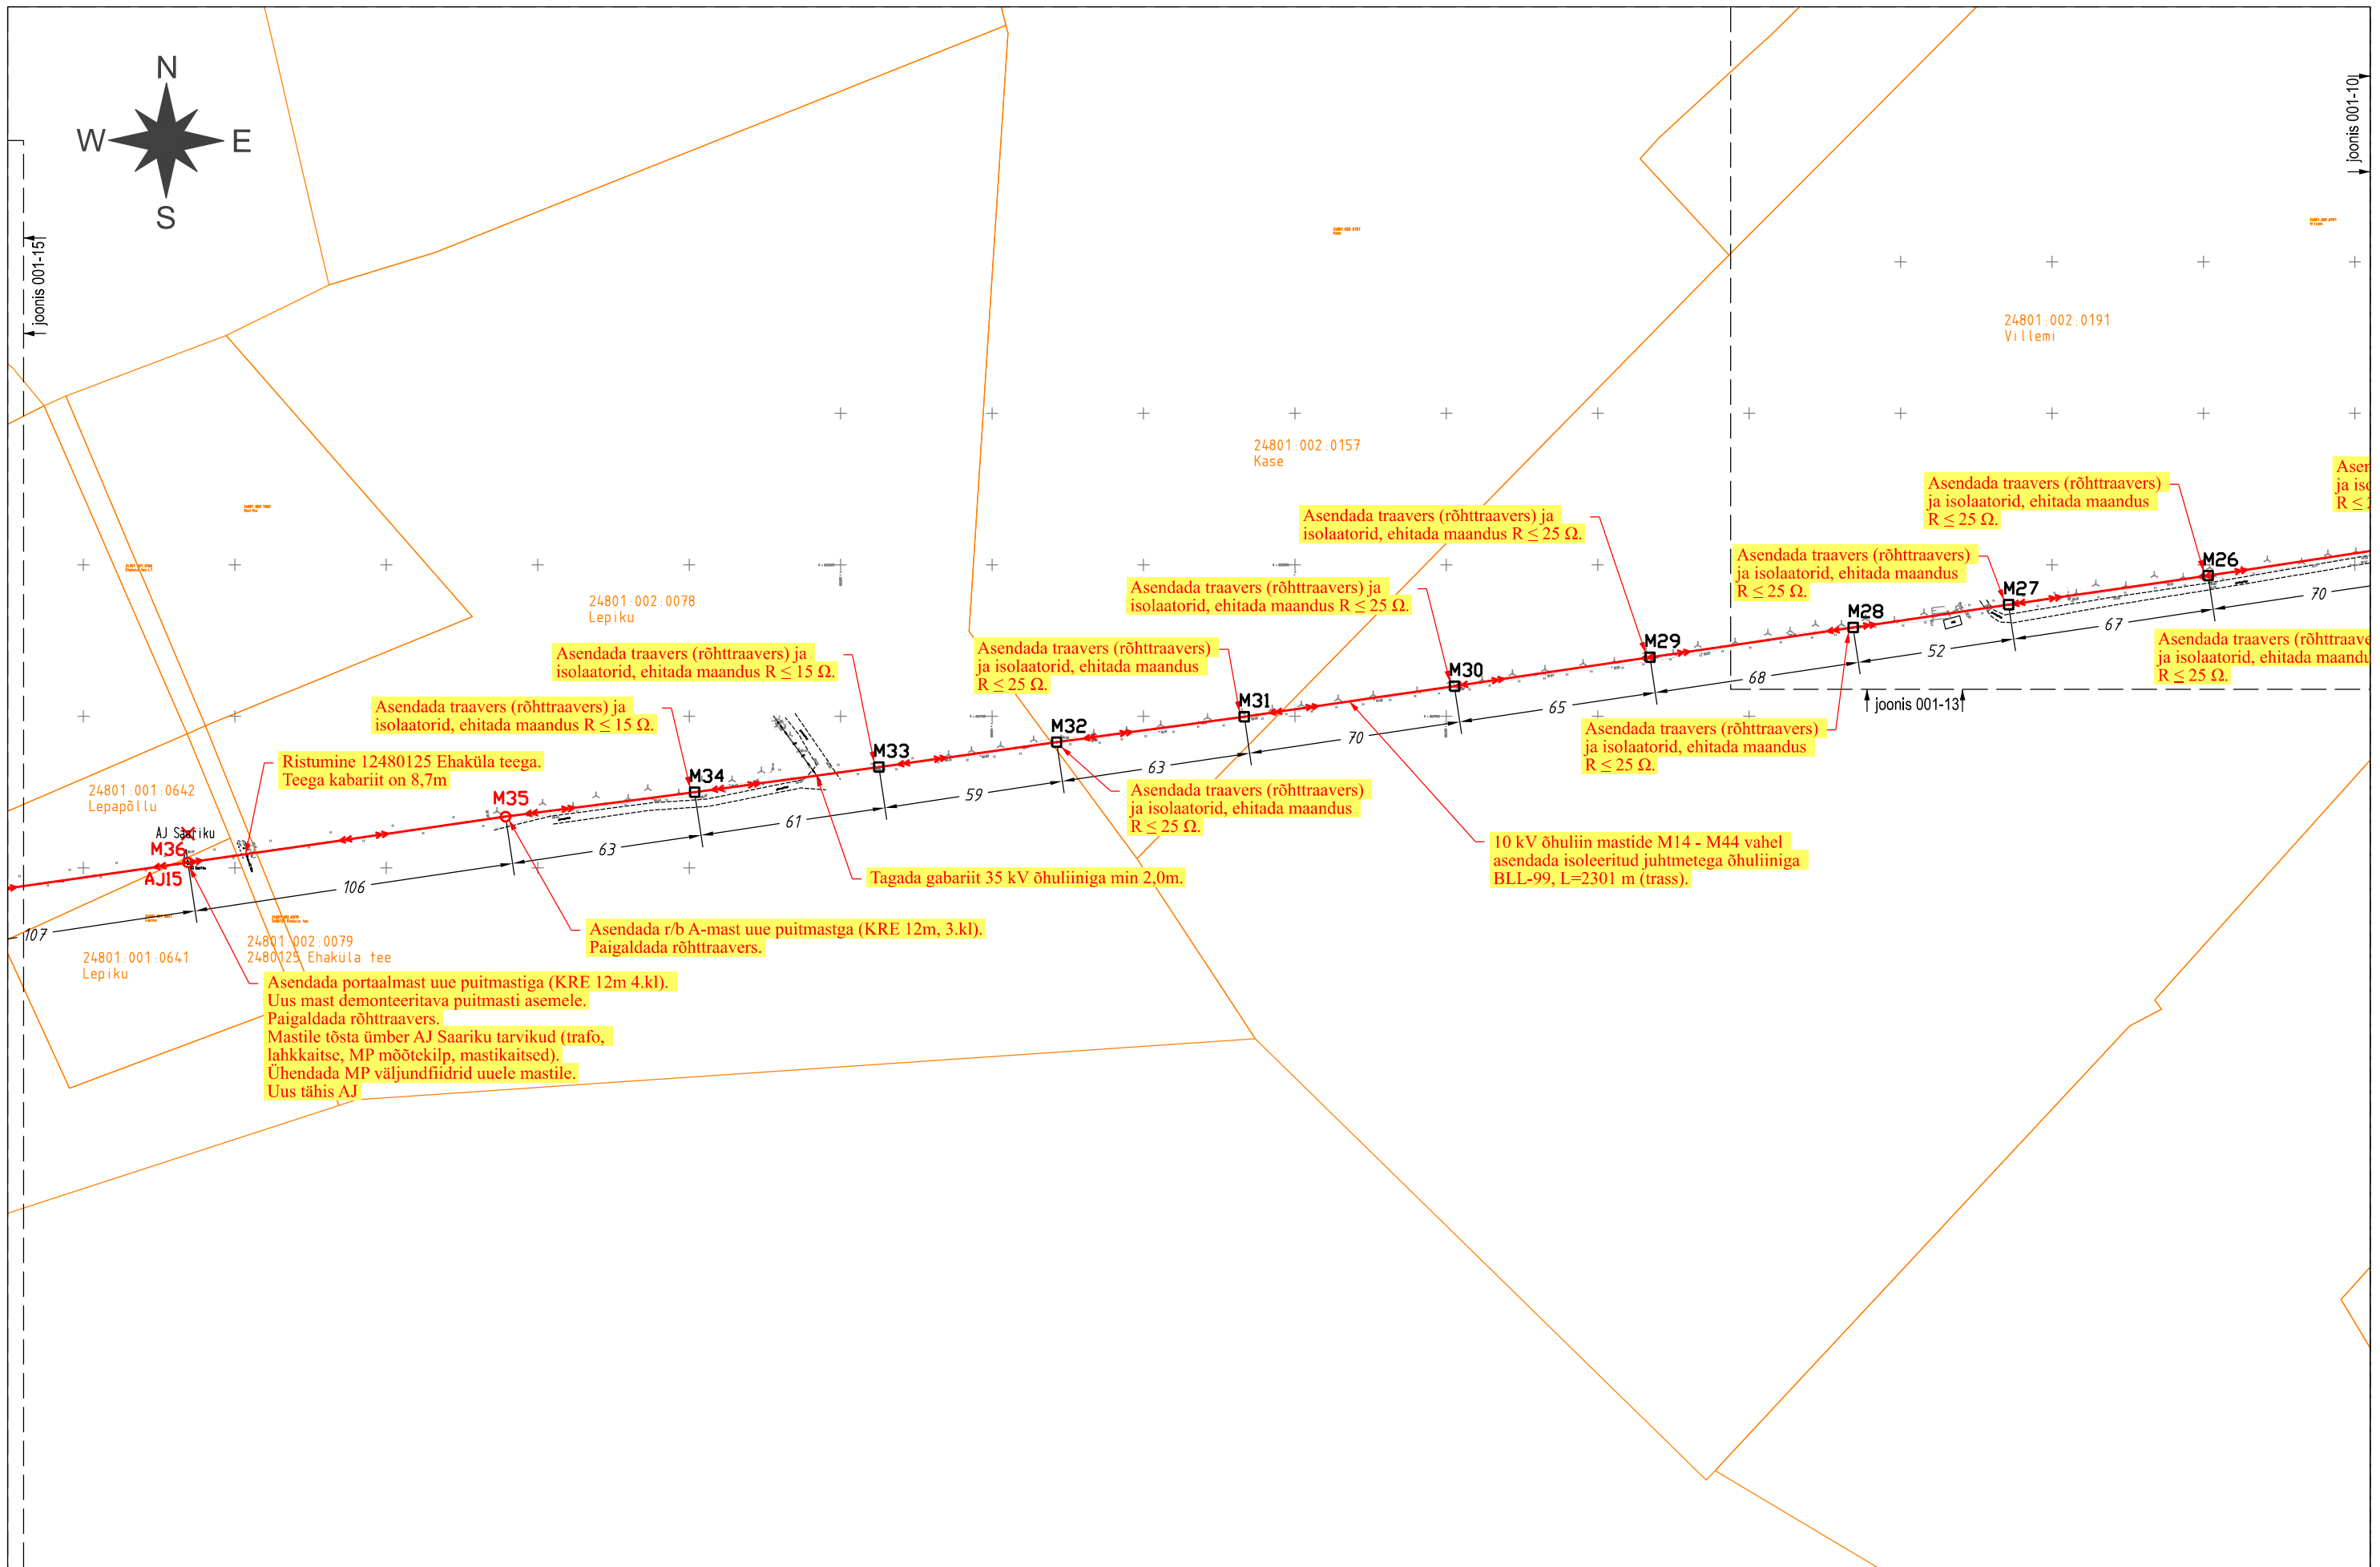 N
W E
S
joonis 001-15
joonis 001-10
24801:002:0191
Villemi
24801:002:0157
Kase
Asendada traavers (rõhttraavers)
ja isolaatorid, ehitada maandus
R ≤ 25 Ω.
Asendada traavers (rõhttraavers) ja
isolaatorid, ehitada maandus R ≤ 25 Ω.
Asendada traavers (rõhttraavers)
ja isolaatorid, ehitada maandus
R ≤ 25 Ω.
M26
M27
M28
70
67
52
68
Asendada traavers (rõhttraavers) ja
isolaatorid, ehitada maandus R ≤ 25 Ω.
24801:002:0078
Lepiku
Asendada traavers (rõhttraavers) ja
isolaatorid, ehitada maandus R ≤ 15 Ω.
Asendada traavers (rõhttraavers)
ja isolaatorid, ehitada maandus
R ≤ 25 Ω.
M29
M30
M31
M32
M33
M34
65
70
63
59
61
63
joonis 001-13
ja isolaatorid, ehitada
R ≤ 25 Ω.
Asendada traavers (rõhttraavers) ja
isolaatorid, ehitada maandus R ≤ 15 Ω.
Asendada traavers (rõhttraavers)
ja isolaatorid, ehitada maandus
R ≤ 25 Ω.
Ristumine 12480125 Ehaküla teega.
Teega kabariit on 8,7m
24801:001:0642
Lepapõllu
AJ Saariku
M36
AJ15
M35
106
107
Asendada traavers (rõhttraavers)
ja isolaatorid, ehitada maandus
R ≤ 25 Ω.
10 kV õhuliin mastide M14 - M44 vahel
asendada isoleeritud juhtmetega õhuliiniga
BLL-99, L=2301 m (trass).
Tagada gabariit 35 kV õhuliiniga min 2,0m.
Asendada r/b A-mast uue puitmastga (KRE 12m, 3.kl).
Paigaldada rõhttraavers.
24801:002:0079
2480125 Ehaküla tee
24801:001:0641
Lepiku
Asendada portaalmast uue puitmastiga (KRE 12m 4.kl).
Uus mast demonteeritava puitmasti asemele.
Paigaldada rõhttraavers.
Mastile tõsta ümber AJ Saariku tarvikud (trafo,
lahkkaitse, MP mõõtekilp, mastikaitsed).
Ühendada MP väljundfiidrid uuele mastile.
Uus tähis AJ